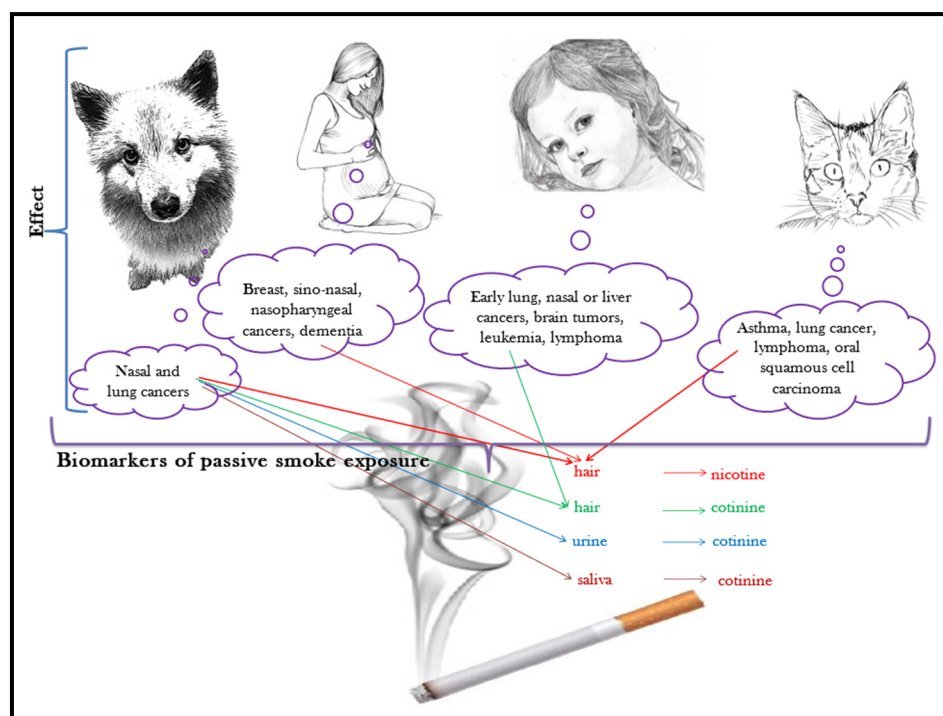 Effect
Breast, sino-nasal,
nasopharyngeal
cancers, dementia
Early lung, nasal or liver
cancers, brain tumors,
leukemia, lymphoma
Asthma, lung cancer,
lymphoma, oral
squamous cell
carcinoma
Nasal and
lung cancers
Biomarkers of passive smoke exposure
hair nicotine
hair cotinine
urine cotinine
saliva cotinine